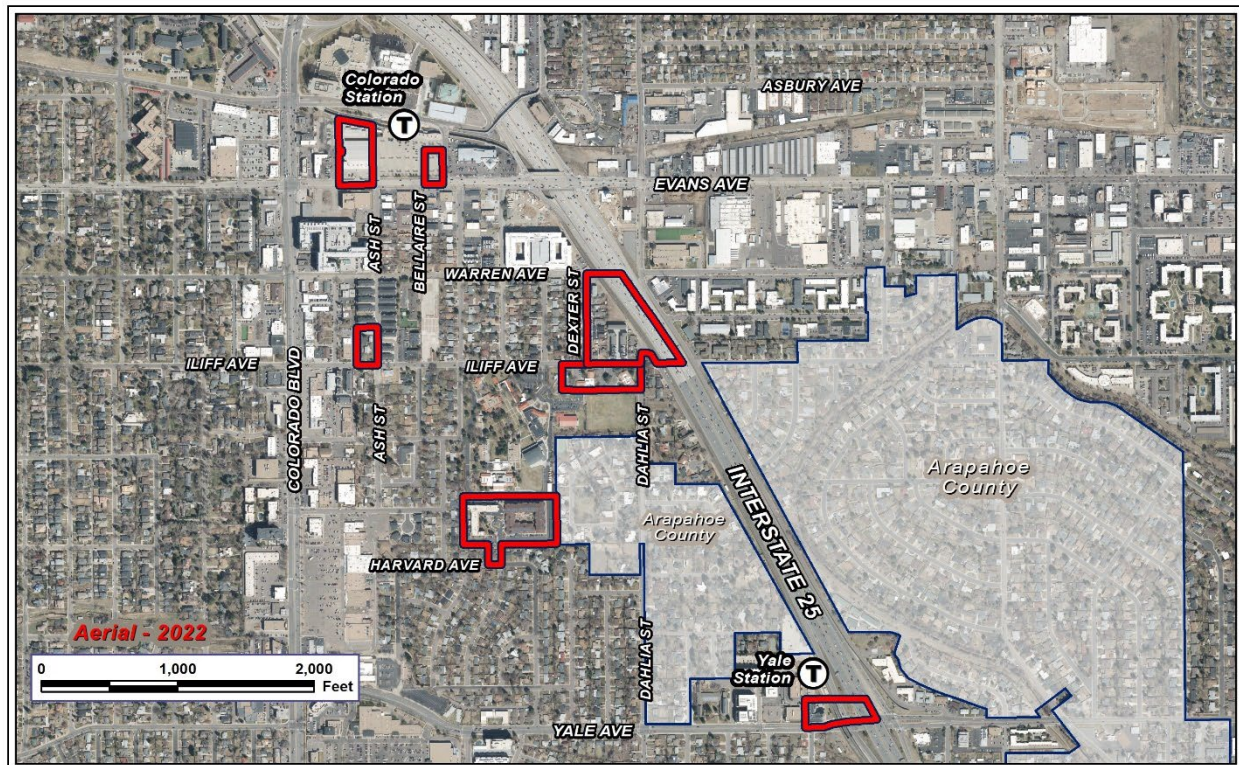 Colorado
Station
T
ASBURY AVE
EVANS AVE
ASH ST
BELLAIRE ST
WARREN AVE
DEXTER ST
ILIFF AVE
ILIFF AVE
COLORADO BLVD
ASH ST
DAHLIA ST
INTERSTATE 25
Arapahoe
County
Arapahoe
County
HARVARD AVE
DAHLIA ST
Yale
Station
T
YALE AVE
Aerial - 2022
0 1,000 2,000
Feet